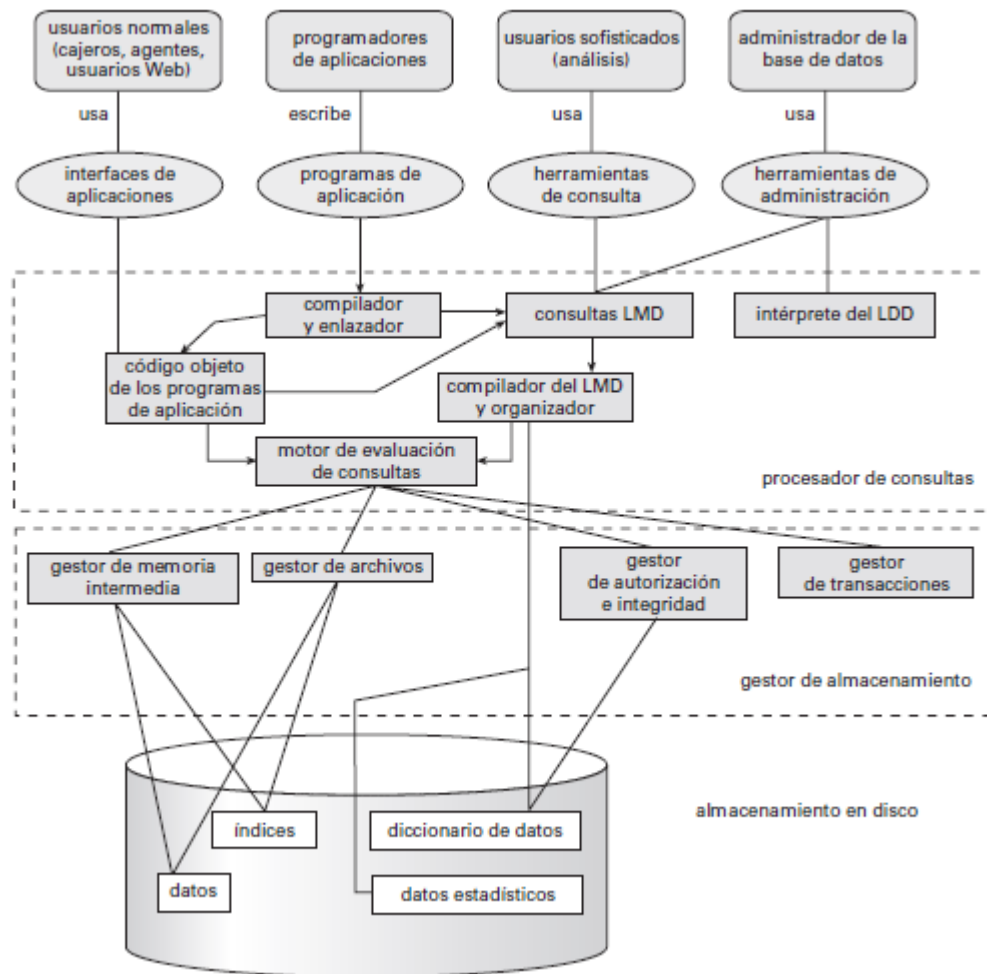 usuarios normales
(cajeros, agentes,
usuarios Web)
programadores
de aplicaciones
usuarios sofisticados
(análisis)
administrador de la
base de datos
usa
escribe
usa
usa
interfaces de
aplicaciones
programas de
aplicación
herramientas
de consulta
herramientas de
administración
compilador
y enlazador
consultas LMD
intérprete del LDD
código objeto
de los programas
de aplicación
compilador del LMD
y organizador
motor de evaluación
de consultas
procesador de consultas
gestor de memoria
intermedia
gestor de archivos
gestor
de autorización
e integridad
gestor
de transacciones
gestor de almacenamiento
almacenamiento en disco
índices
diccionario de datos
datos
datos estadísticos